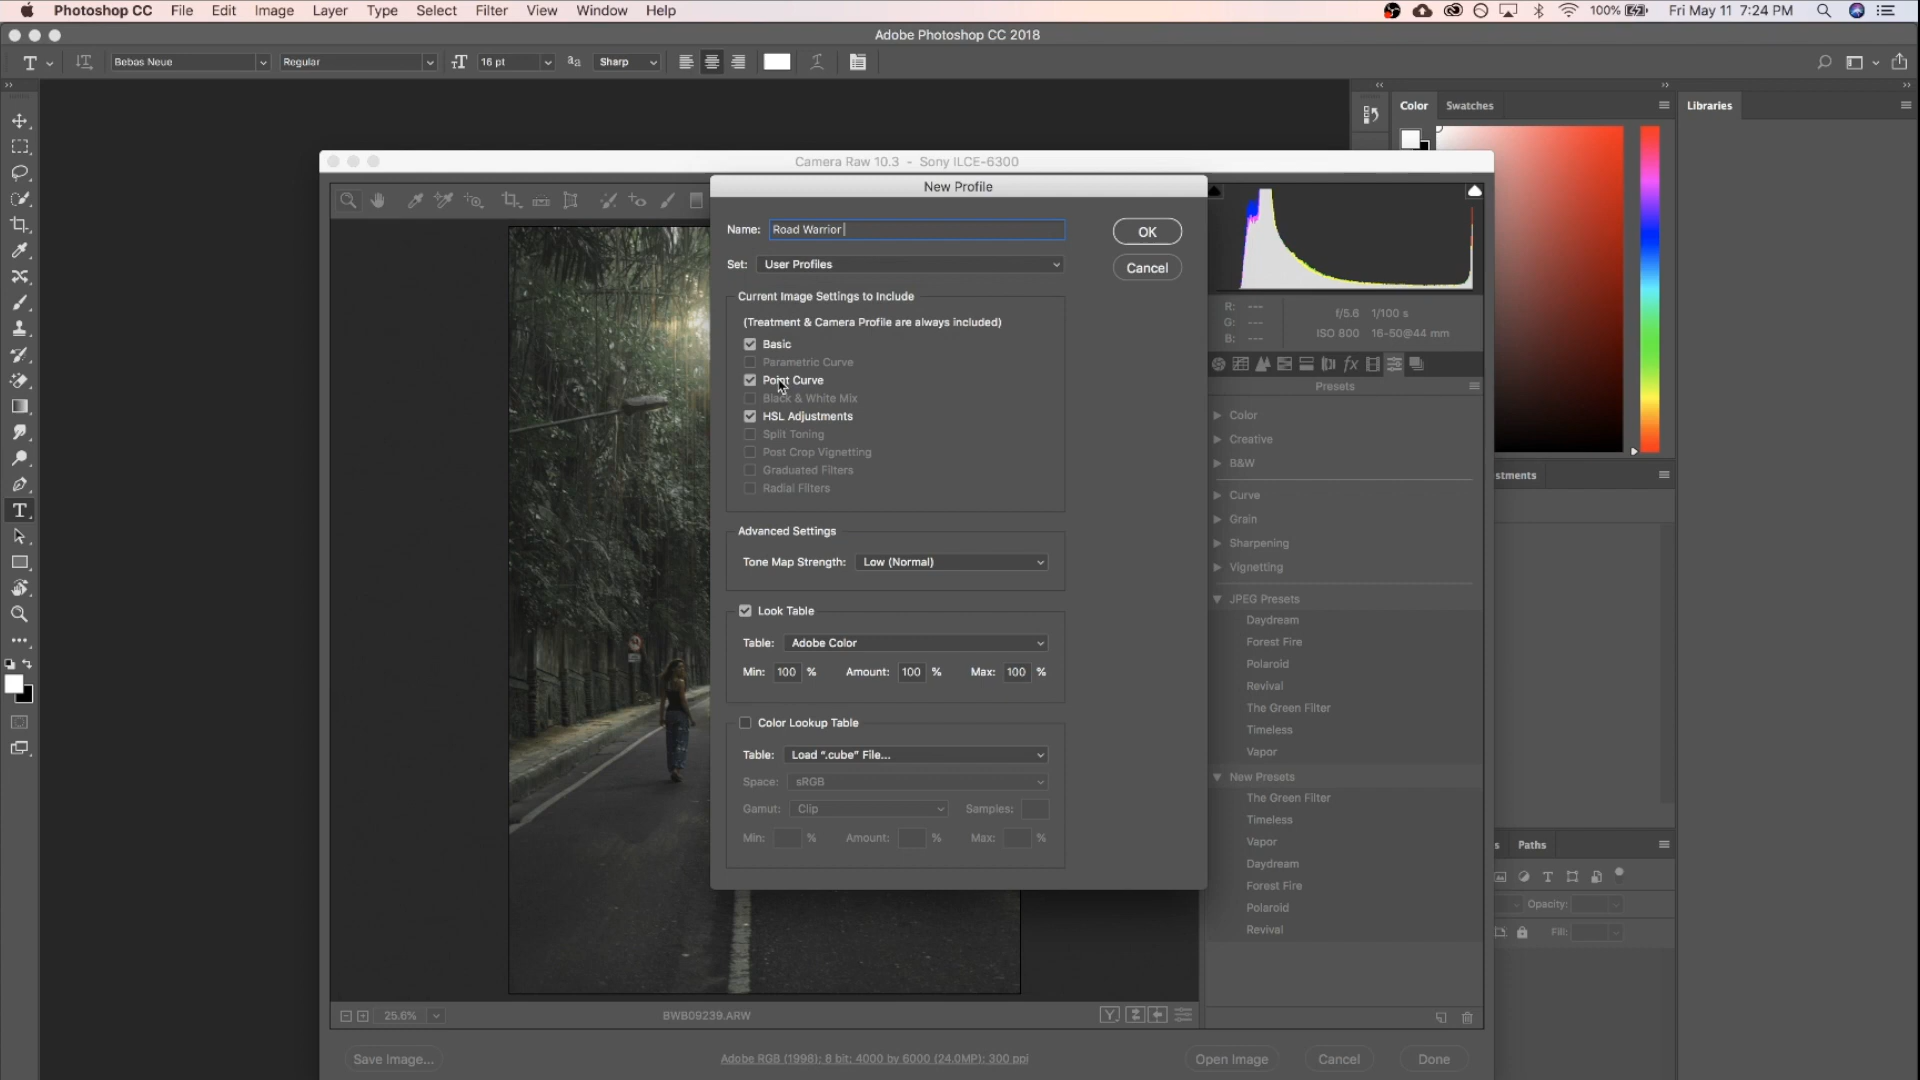 Photoshop CC File Edit Image Layer Type Select Filter View Window Help 100% Fri May 11 7:24 PM
Adobe Photoshop CC 2018
T Bebas Neue Regular 16 pt aa Sharp
Color Swatches Libraries
Camera Raw 10.3 - Sony ILCE-6300
New Profile
Name: Road Warrior
OK
Set: User Profiles
Cancel
Current Image Settings to Include
(Treatment & Camera Profile are always included)
Basic
Parametric Curve
Point Curve
Black & White Mix
HSL Adjustments
Split Toning
Post Crop Vignetting
Graduated Filters
Radial Filters
Advanced Settings
Tone Map Strength: Low (Normal)
Look Table
Table: Adobe Color
Min: 100 % Amount: 100 % Max: 100 %
Color Lookup Table
Table: Load “.cube” File...
Space: sRGB
Gamut: Clip Samples:
Min: % Amount: % Max: %
R: ---
G: ---
B: ---
f/5.6 1/100 s
ISO 800 16-50@44 mm
fx
Presets
Color
Creative
B&W
Curve
Grain
Sharpening
Vignetting
JPEG Presets
Daydream
Forest Fire
Polaroid
Revival
The Green Filter
Timeless
Vapor
New Presets
The Green Filter
Timeless
Vapor
Daydream
Forest Fire
Polaroid
Revival
stments
s Paths
Opacity:
Fill:
25.6% BWB09239.ARW Y
Save Image... Adobe RGB (1998); 8 bit; 4000 by 6000 (24.0MP); 300 ppi Open Image Cancel Done